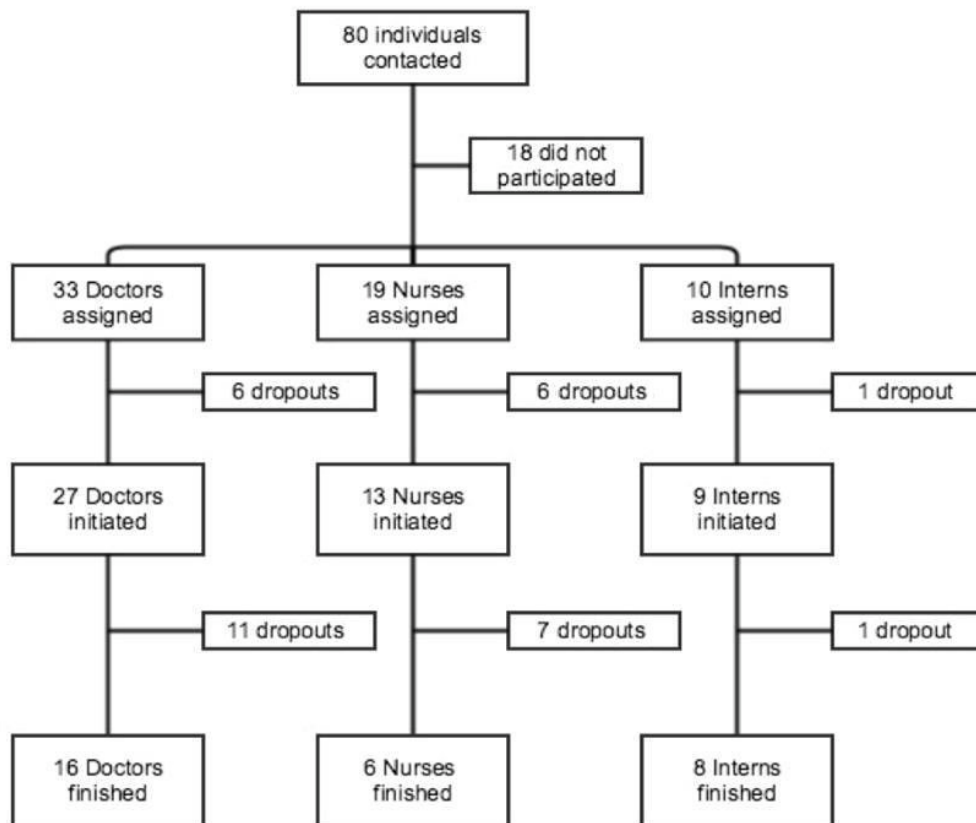 80 individuals
contacted
18 did not
participated
33 Doctors
assigned
19 Nurses
assigned
10 Interns
assigned
6 dropouts
6 dropouts
1 dropout
27 Doctors
initiated
13 Nurses
initiated
9 Interns
initiated
11 dropouts
7 dropouts
1 dropout
16 Doctors
finished
6 Nurses
finished
8 Interns
finished